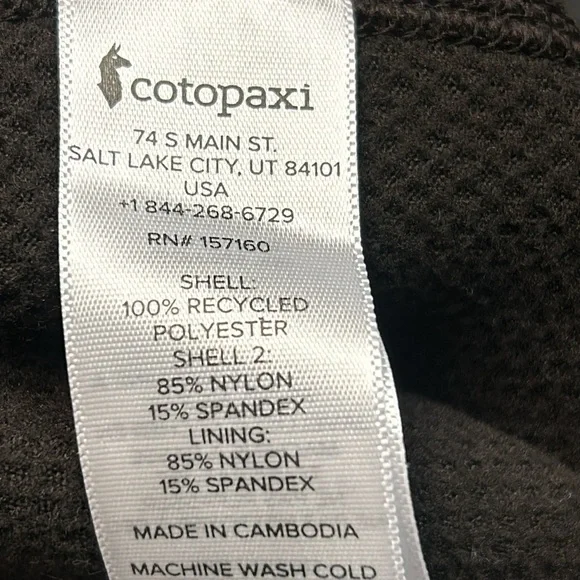 cotopaxi
74 S MAIN ST.
SALT LAKE CITY, UT 84101
USA
+1 844-268-6729
RN# 157160
SHELL:
100% RECYCLED
POLYESTER
SHELL 2:
85% NYLON
15% SPANDEX
LINING:
85% NYLON
15% SPANDEX
MADE IN CAMBODIA
MACHINE WASH COLD